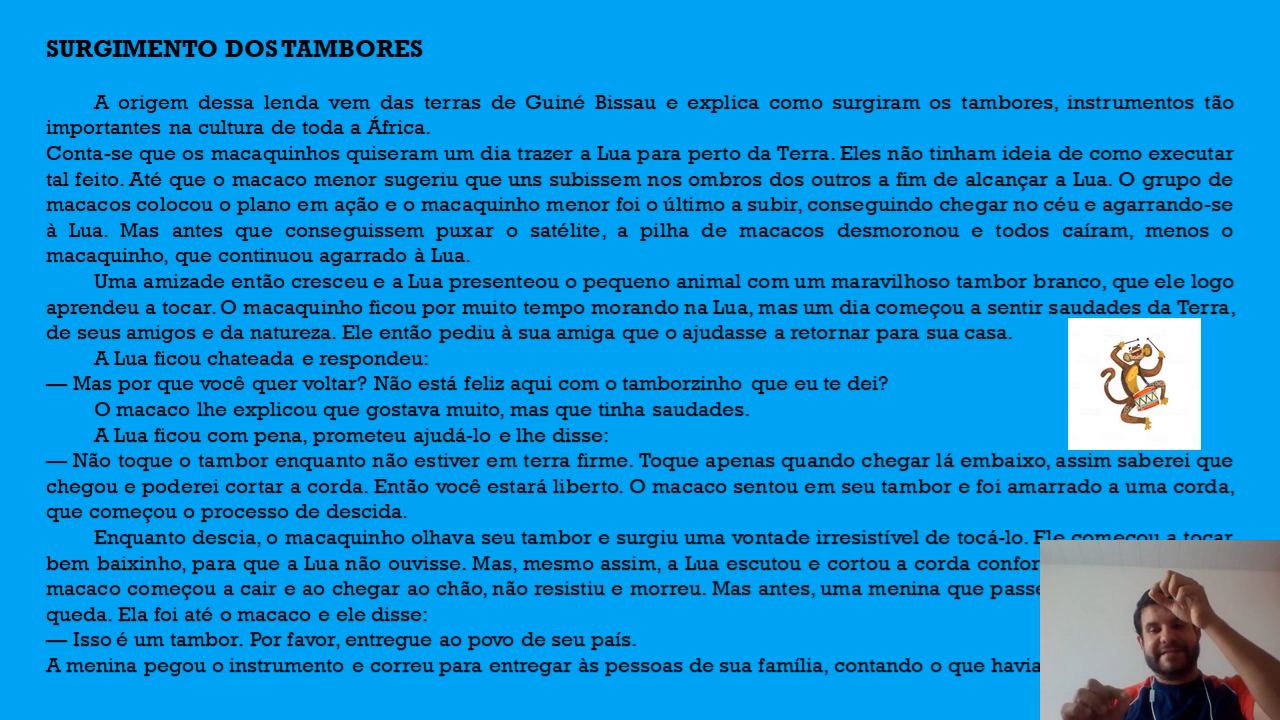 SURGIMENTO DOS TAMBORES
A origem dessa lenda vem das terras de Guiné Bissau e explica como surgiram os tambores, instrumentos tão
importantes na cultura de toda a África.
Conta-se que os macaquinhos quiseram um dia trazer a Lua para perto da Terra. Eles não tinham ideia de como executar
tal feito. Até que o macaco menor sugeriu que uns subissem nos ombros dos outros a fim de alcançar a Lua. O grupo de
macacos colocou o plano em ação e o macaquinho menor foi o último a subir, conseguindo chegar no céu e agarrando-se
à Lua. Mas antes que conseguissem puxar o satélite, a pilha de macacos desmoronou e todos caíram, menos o
macaquinho, que continuou agarrado à Lua.
Uma amizade então cresceu e a Lua presenteou o pequeno animal com um maravilhoso tambor branco, que ele logo
aprendeu a tocar. O macaquinho ficou por muito tempo morando na Lua, mas um dia começou a sentir saudades da Terra,
de seus amigos e da natureza. Ele então pediu à sua amiga que o ajudasse a retornar para sua casa.
A Lua ficou chateada e respondeu:
— Mas por que você quer voltar? Não está feliz aqui com o tamborzinho que eu te dei?
O macaco lhe explicou que gostava muito, mas que tinha saudades.
A Lua ficou com pena, prometeu ajudá-lo e lhe disse:
— Não toque o tambor enquanto não estiver em terra firme. Toque apenas quando chegar lá embaixo, assim saberei que
chegou e poderei cortar a corda. Então você estará liberto. O macaco sentou em seu tambor e foi amarrado a uma corda,
que começou o processo de descida.
Enquanto descia, o macaquinho olhava seu tambor e surgiu uma vontade irresistível de tocá-lo. Ele começou a tocar
bem baixinho, para que a Lua não ouvisse. Mas, mesmo assim, a Lua escutou e cortou a corda
macaco começou a cair e ao chegar ao chão, não resistiu e morreu. Mas antes, uma menina que
queda. Ela foi até o macaco e ele disse:
— Isso é um tambor. Por favor, entregue ao povo de seu país.
A menina pegou o instrumento e correu para entregar às pessoas de sua família, contando o que havia